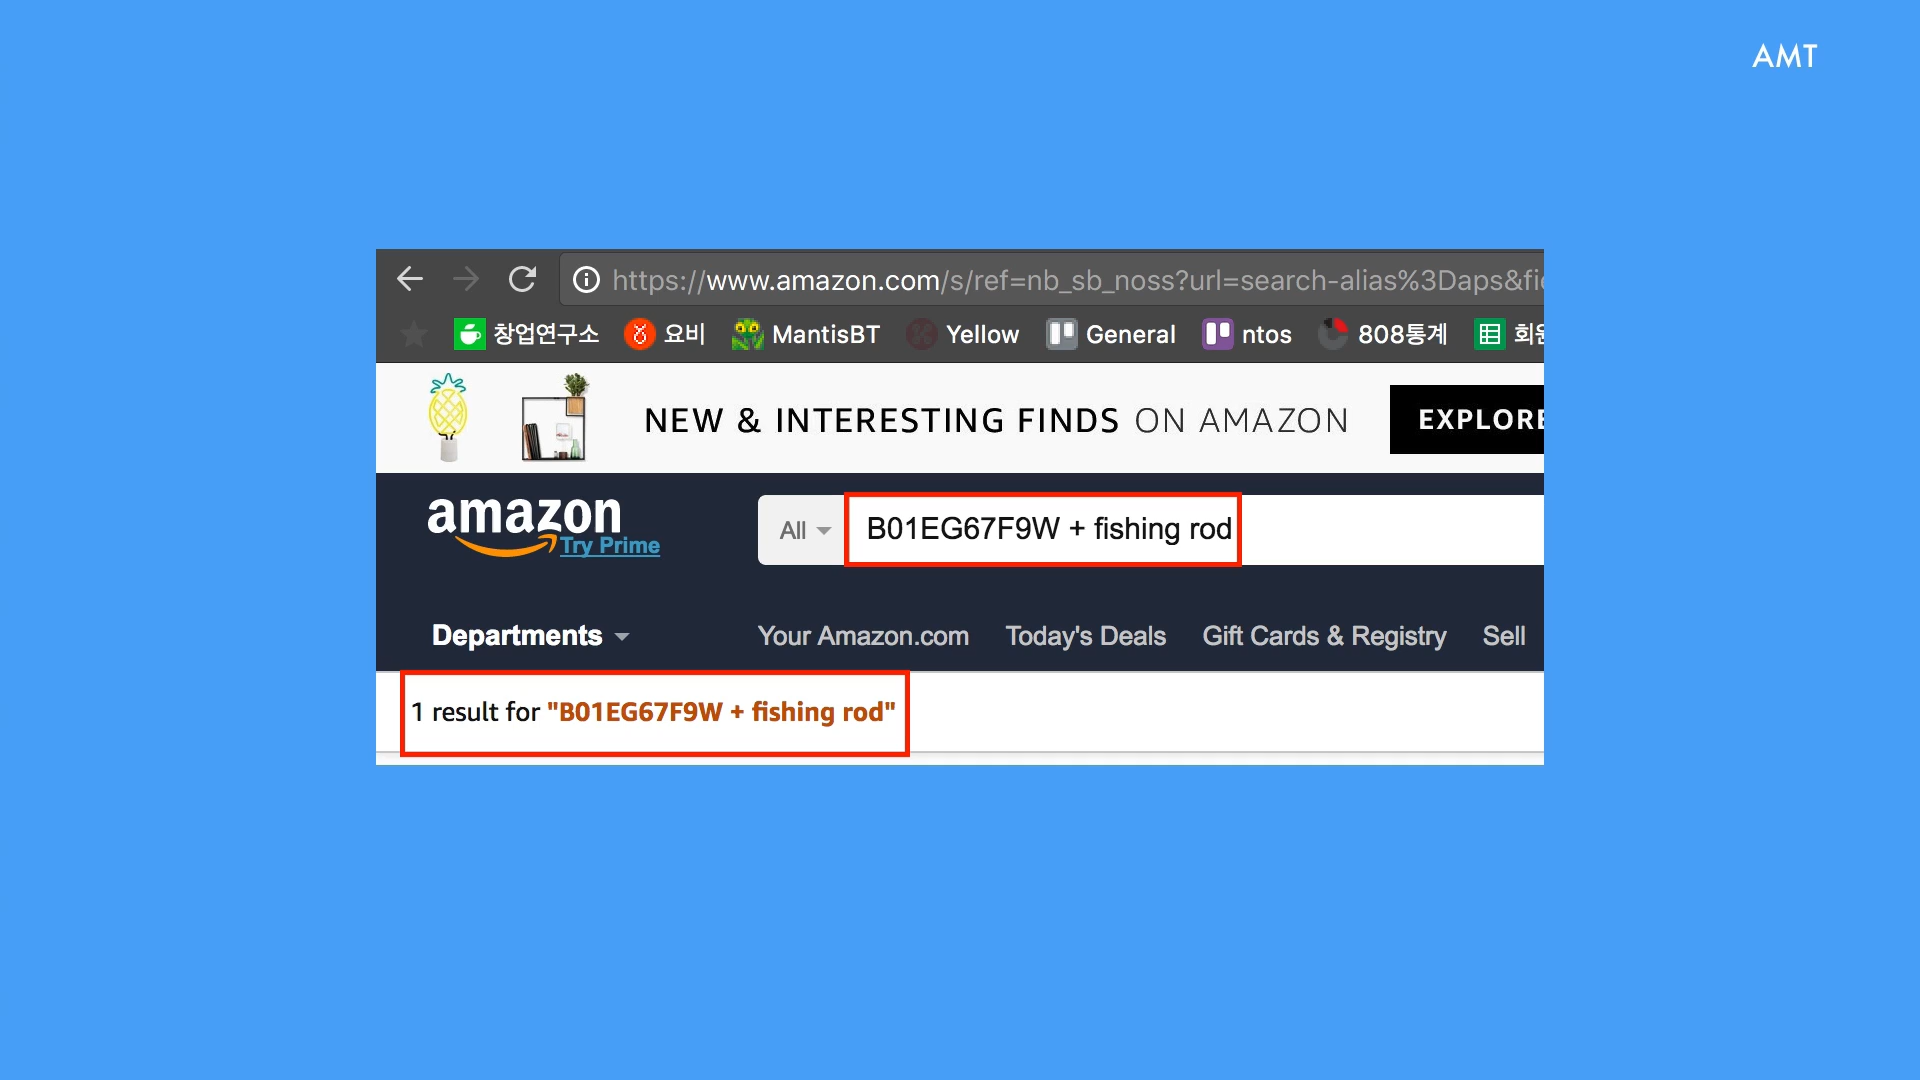 AMT
https://www.amazon.com/s/ref=nb_sb_noss?url=search-alias%3Daps&fi
창업연구소 요비 MantisBT Yellow General ntos 808통계 회원
NEW & INTERESTING FINDS ON AMAZON EXPLORE
amazon
Try Prime
All B01EG67F9W + fishing rod
Departments Your Amazon.com Today's Deals Gift Cards & Registry Sell
1 result for "B01EG67F9W + fishing rod"